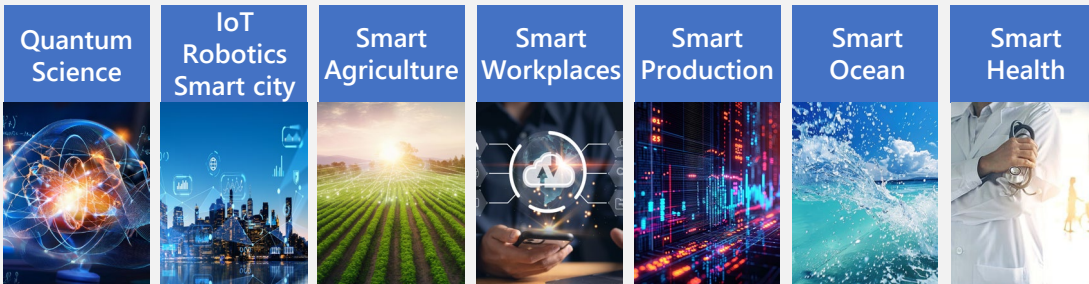 Quantum
Science
IoT
Robotics
Smart city
Smart
Agriculture
Smart
Workplaces
Smart
Production
Smart
Ocean
Smart
Health